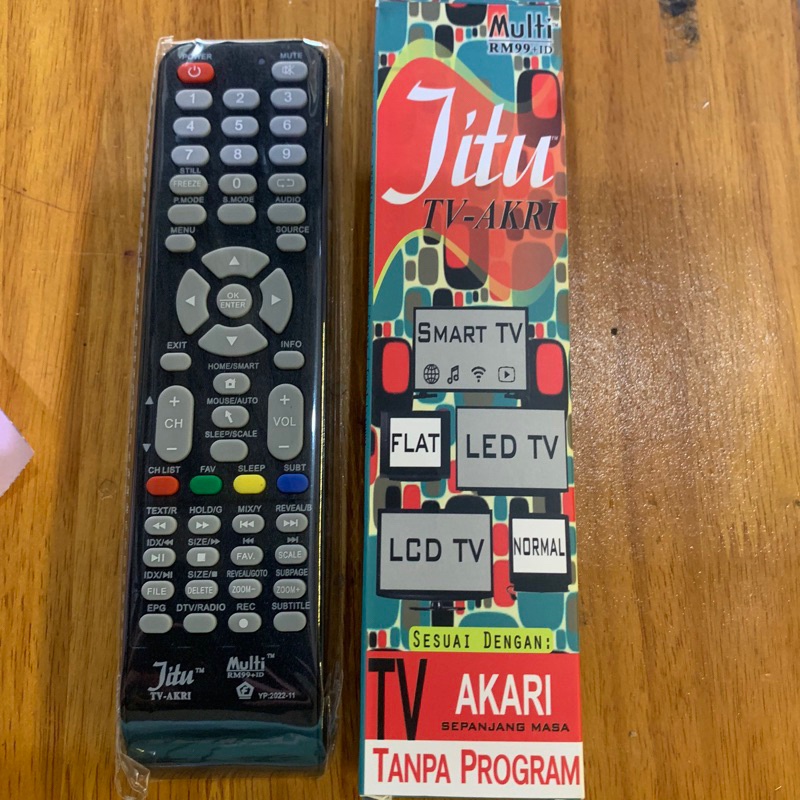 POWER
MUTE
1
2
3
4
5
6
7
8
9
STILL
FREEZE
0
P.MODE
S.MODE
AUDIO
MENU
SOURCE
OK/
ENTER
EXIT
INFO
HOME/SMART
MOUSE/AUTO
+
CH
−
+
VOL
−
SLEEP/SCALE
CH LIST
FAV
SLEEP
SUBT
TEXT/R
HOLD/G
MIX/Y
REVEAL/B
IDX/◀◀
SIZE/▶▶
FAV.
SCALE
IDX/▶II
SIZE/■
REVEAL/GOTO
SUBPAGE
FILE
DELETE
ZOOM−
ZOOM+
EPG
DTV/RADIO
REC
SUBTITLE
Jitu™
TV-AKRI
Multi™
RM99+ID
YP:2022-11
Multi
RM99+ID
Jitu™
TV-AKRI
SMART TV
FLAT
LED TV
LCD TV
NORMAL
SESUAI DENGAN:
TV AKARI
SEPANJANG MASA
TANPA PROGRAM